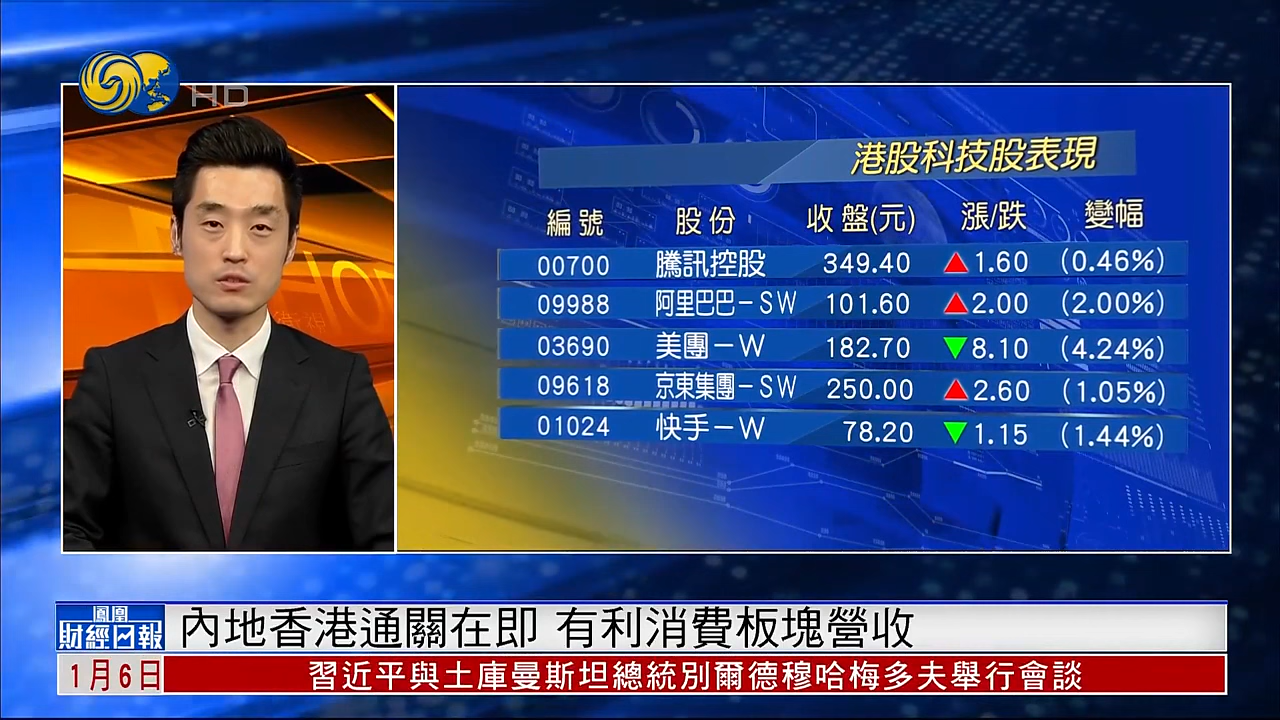 HD
港股科技股表現
編號 股份 收盤(元) 漲/跌 變幅
00700 騰訊控股 349.40 ▲1.60 (0.46%)
09988 阿里巴巴-SW 101.60 ▲2.00 (2.00%)
03690 美團-W 182.70 ▼8.10 (4.24%)
09618 京東集團-SW 250.00 ▲2.60 (1.05%)
01024 快手-W 78.20 ▼1.15 (1.44%)
鳳凰
財經日報
內地香港通關在即 有利消費板塊營收
1月6日
習近平與土庫曼斯坦總統別爾德穆哈梅多夫舉行會談